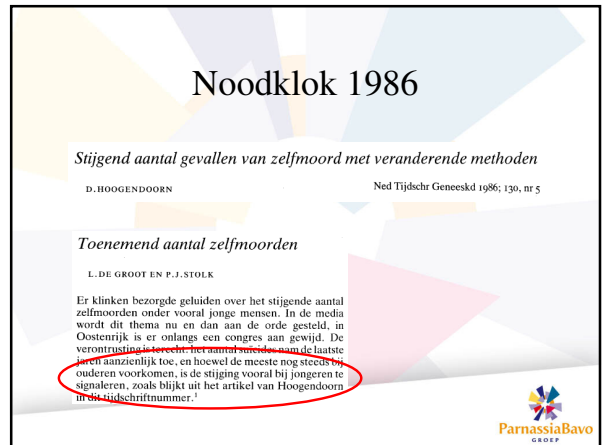 Noodklok 1986
Stijgend aantal gevallen van zelfmoord met veranderende methoden
D. HOOGENDOORN Ned Tijdschr Geneeskd 1986; 130, nr 5
Toenemend aantal zelfmoorden
L. DE GROOT EN P.J. STOLK
Er klinken bezorgde geluiden over het stijgende aantal
zelfmoorden onder vooral jonge mensen. In de media
wordt dit thema nu en dan aan de orde gesteld, in
Oostenrijk is er onlangs een congres aan gewijd. De
verontrusting is terecht: het aantal suïcides nam de laatste
jaren aanzienlijk toe, en hoewel de meeste nog steeds bij
ouderen voorkomen, is de stijging vooral bij jongeren te
signaleren, zoals blijkt uit het artikel van Hoogendoorn
in dit tijdschriftnummer.¹
ParnassiaBavo
GROEP